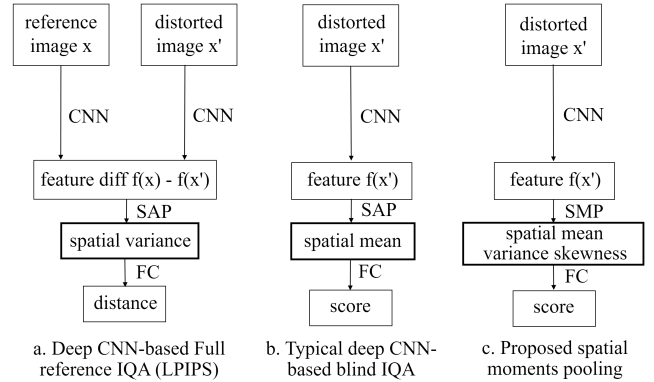 reference
image x
distorted
image x'
CNN
CNN
feature diff f(x) - f(x')
SAP
spatial variance
FC
distance
a. Deep CNN-based Full
reference IQA (LPIPS)
distorted
image x'
CNN
feature f(x')
SAP
spatial mean
FC
score
b. Typical deep CNN-
based blind IQA
distorted
image x'
CNN
feature f(x')
SMP
spatial mean
variance skewness
FC
score
c. Proposed spatial
moments pooling